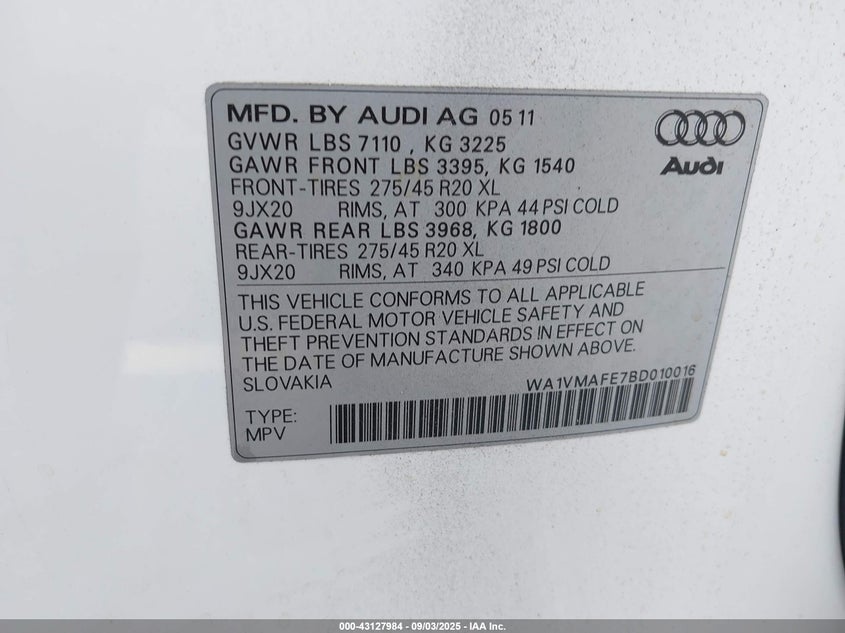 MFD. BY AUDI AG 05 11
GVWR LBS 7110 , KG 3225
GAWR FRONT LBS 3395, KG 1540
FRONT-TIRES 275/45 R20 XL
9JX20 RIMS, AT 300 KPA 44 PSI COLD
GAWR REAR LBS 3968, KG 1800
REAR-TIRES 275/45 R20 XL
9JX20 RIMS, AT 340 KPA 49 PSI COLD
Audi
THIS VEHICLE CONFORMS TO ALL APPLICABLE
U.S. FEDERAL MOTOR VEHICLE SAFETY AND
THEFT PREVENTION STANDARDS IN EFFECT ON
THE DATE OF MANUFACTURE SHOWN ABOVE.
SLOVAKIA WA1VMAFE7BD010016
TYPE:
MPV
000-43127984 - 09/03/2025 - IAA Inc.